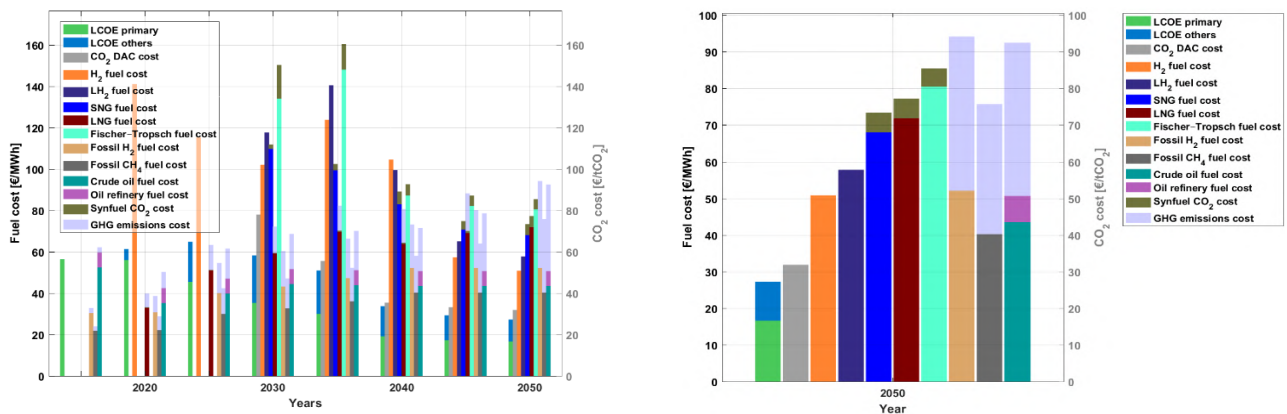 LCOE primary
LCOE others
CO2 DAC cost
H2 fuel cost
LH2 fuel cost
SNG fuel cost
LNG fuel cost
Fischer-Tropsch fuel cost
Fossil H2 fuel cost
Fossil CH4 fuel cost
Crude oil fuel cost
Oil refinery fuel cost
Synfuel CO2 cost
GHG emissions cost
Fuel cost [€/MWh]
160
140
120
100
80
60
40
20
0
CO2 cost [€/tCO2]
160
140
120
100
80
60
40
20
0
2020 2030 2040 2050
Years
Fuel cost [€/MWh]
100
90
80
70
60
50
40
30
20
10
0
CO2 cost [€/tCO2]
100
90
80
70
60
50
40
30
20
10
0
2050
Year
LCOE primary
LCOE others
CO2 DAC cost
H2 fuel cost
LH2 fuel cost
SNG fuel cost
LNG fuel cost
Fischer-Tropsch fuel cost
Fossil H2 fuel cost
Fossil CH4 fuel cost
Crude oil fuel cost
Oil refinery fuel cost
Synfuel CO2 cost
GHG emissions cost